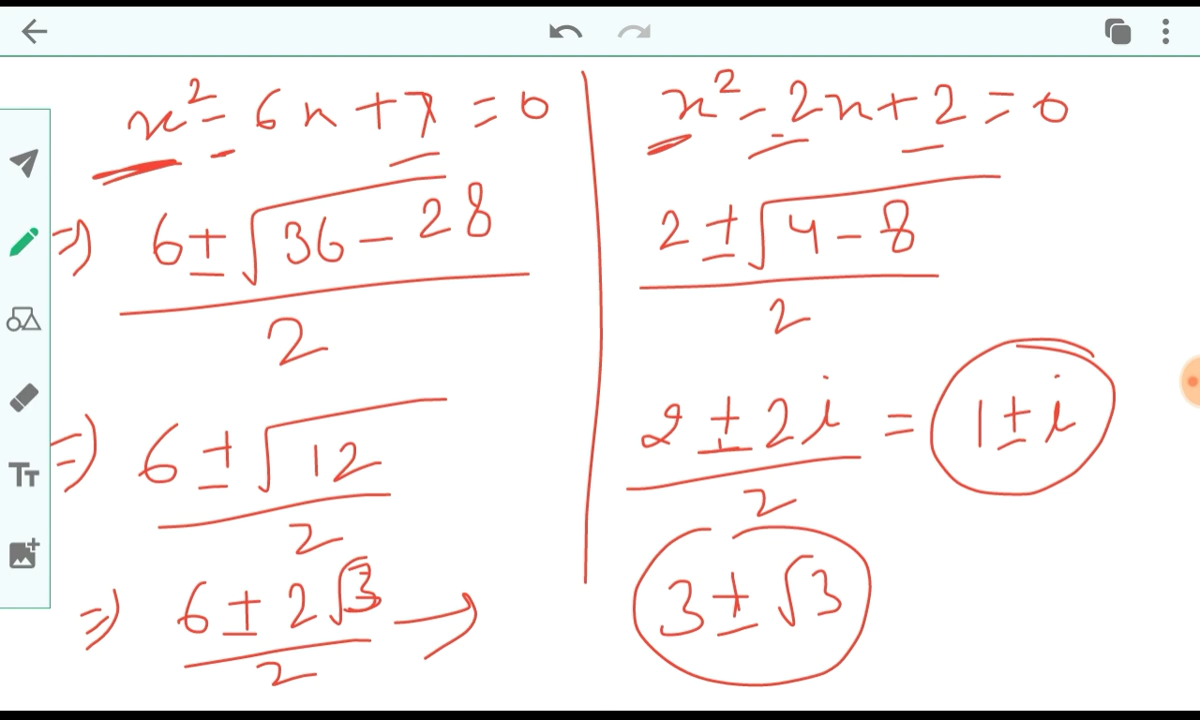 x² - 6x + 7 = 0
⇒ 6 ± √36 - 28
2
⇒ 6 ± √12
2
⇒ 6 ± 2√3 →
2
x² - 2x + 2 = 0
2 ± √4 - 8
2
2 ± 2i = 1 ± i
2
3 ± √3
TT